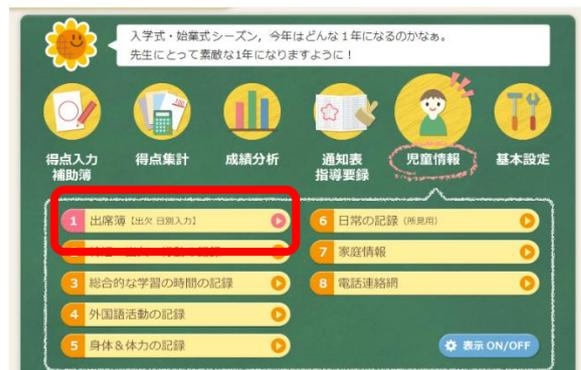 入学式・始業式シーズン，今年はどんな1年になるのかなぁ。
先生にとって素敵な1年になりますように！
100
得点入力
補助簿
得点集計
成績分析
通知表
指導要録
児童情報
基本設定
1 出席簿【出欠 日別入力】
2
3 総合的な学習の時間の記録
4 外国語活動の記録
5 身体＆体力の記録
6 日常の記録（所見用）
7 家庭情報
8 電話連絡網
表示 ON/OFF